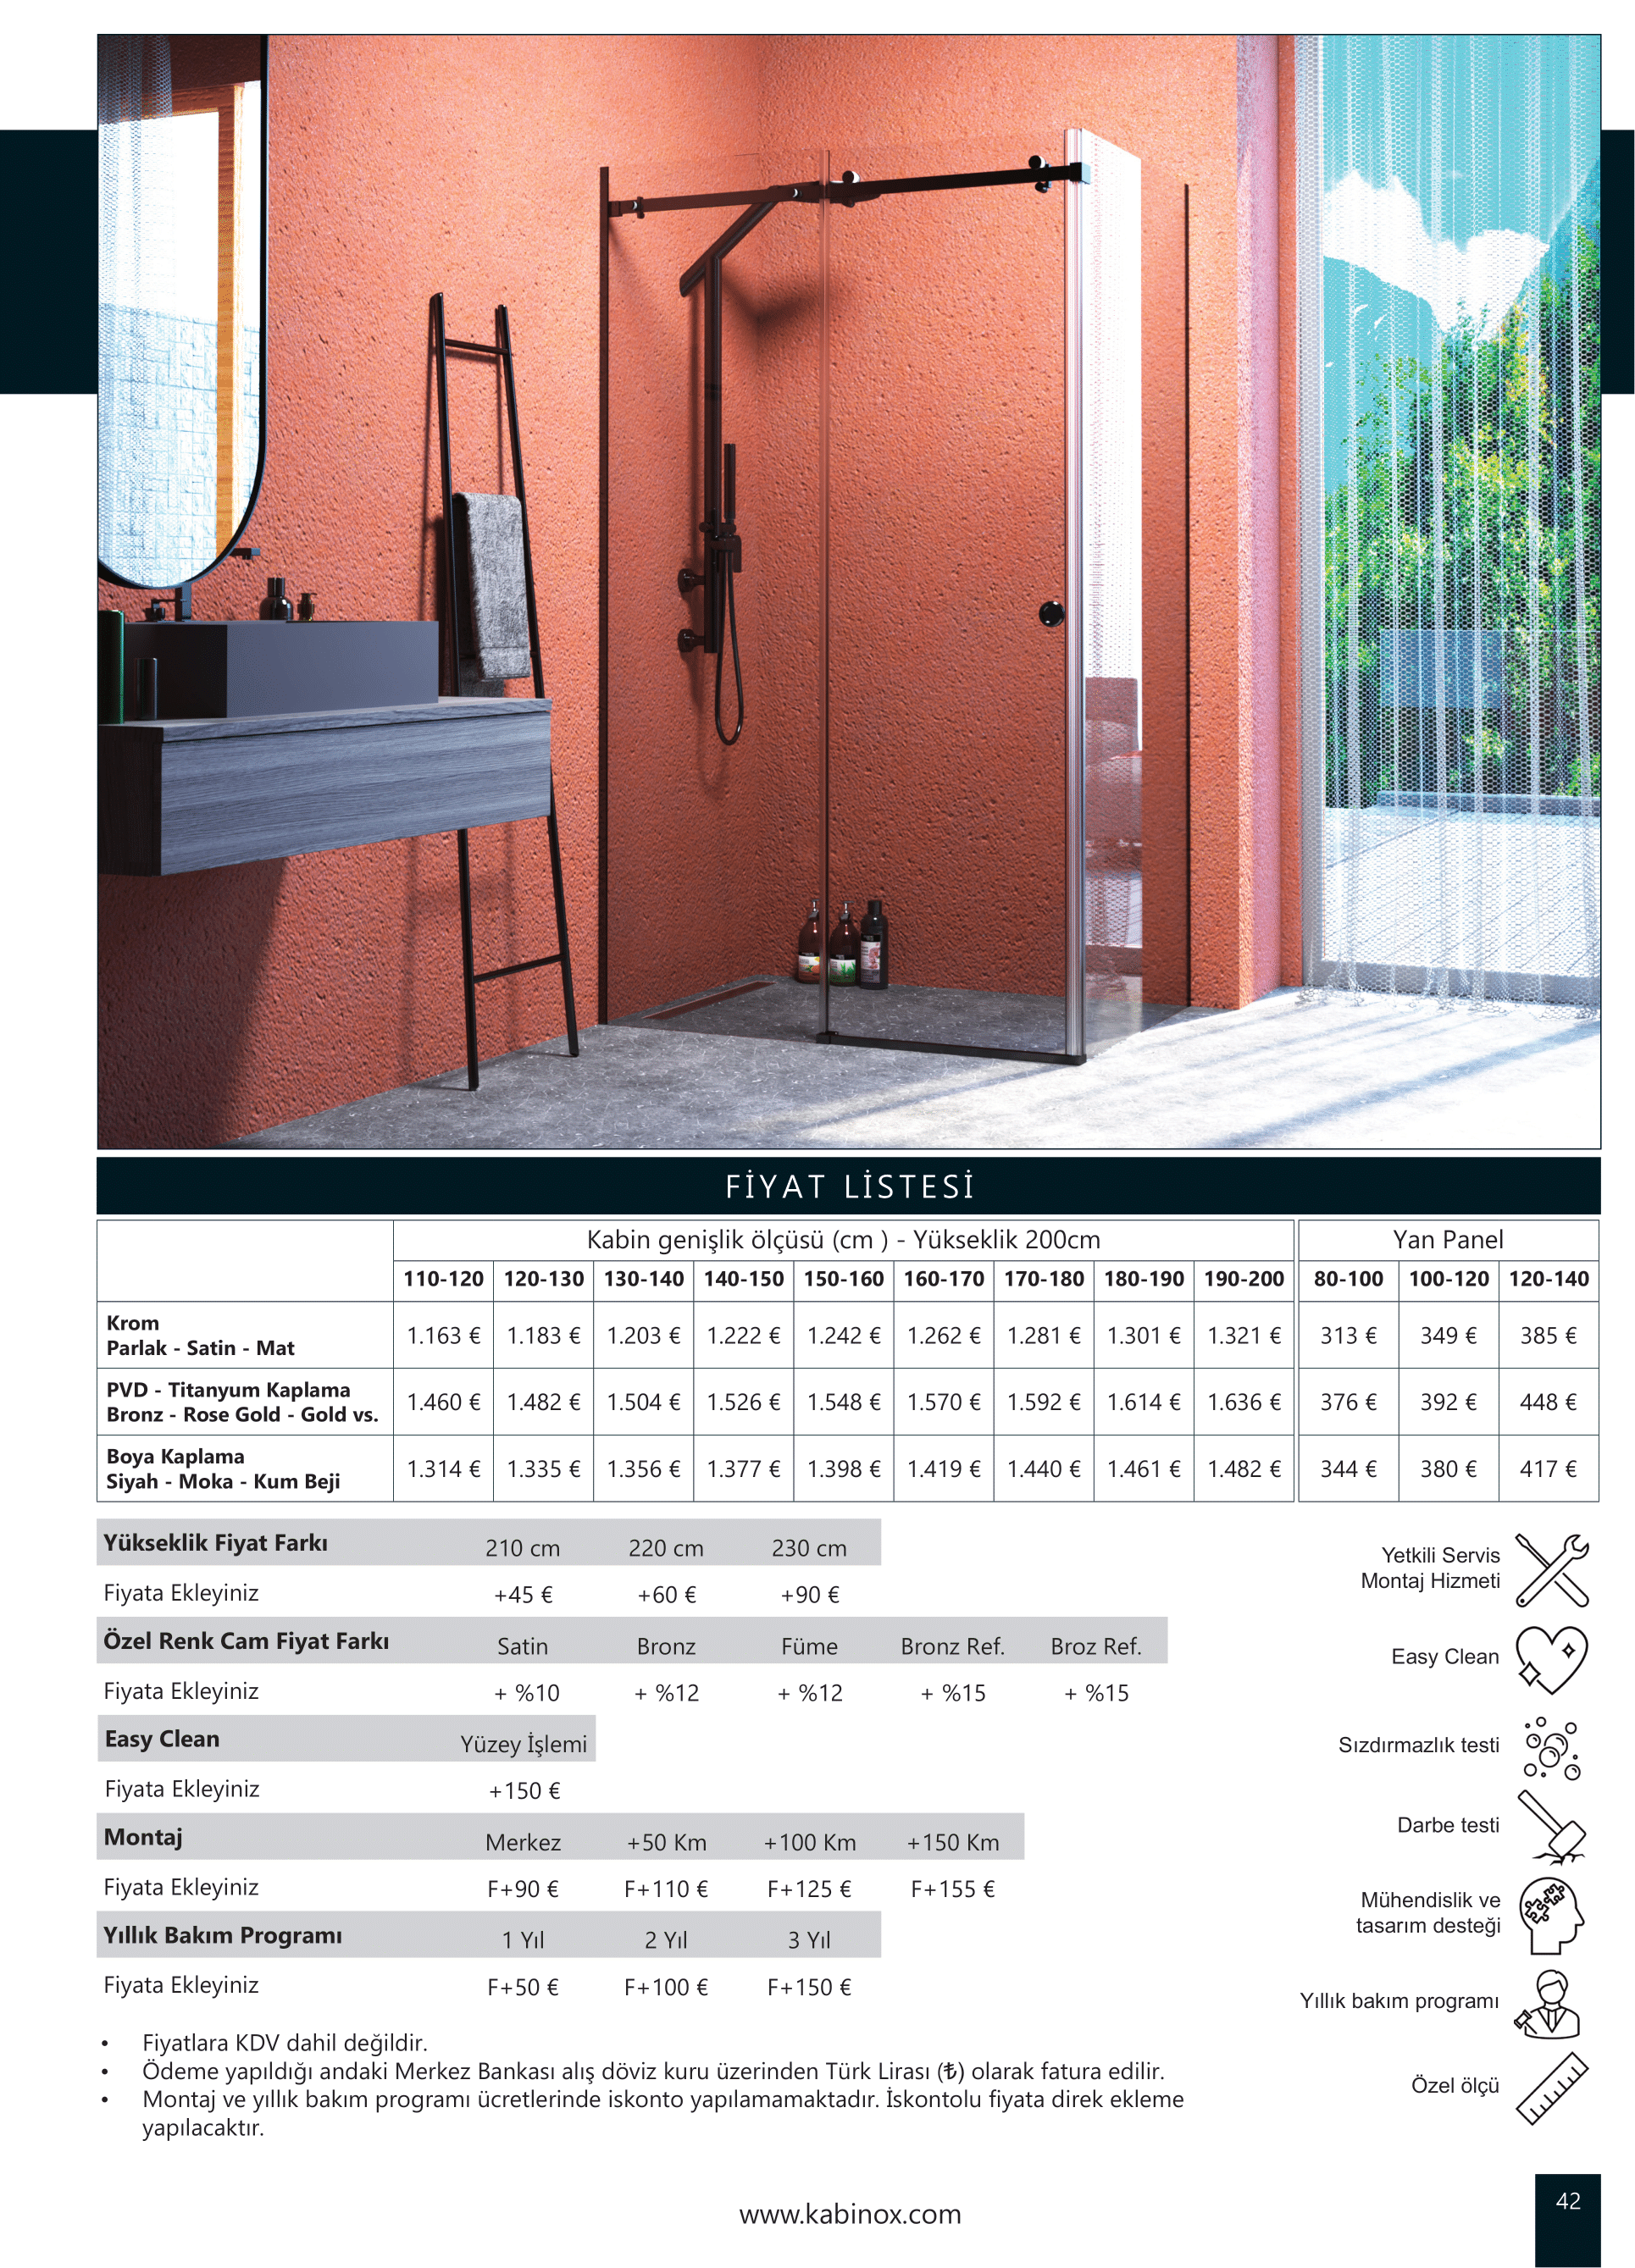 FİYAT LİSTESİ
Kabin genişlik ölçüsü (cm ) - Yükseklik 200cm Yan Panel
110-120 120-130 130-140 140-150 150-160 160-170 170-180 180-190 190-200 80-100 100-120 120-140
Krom
Parlak - Satin - Mat
1.163 € 1.183 € 1.203 € 1.222 € 1.242 € 1.262 € 1.281 € 1.301 € 1.321 € 313 € 349 € 385 €
PVD - Titanyum Kaplama
Bronz - Rose Gold - Gold vs.
1.460 € 1.482 € 1.504 € 1.526 € 1.548 € 1.570 € 1.592 € 1.614 € 1.636 € 376 € 392 € 448 €
Boya Kaplama
Siyah - Moka - Kum Beji
1.314 € 1.335 € 1.356 € 1.377 € 1.398 € 1.419 € 1.440 € 1.461 € 1.482 € 344 € 380 € 417 €
Yükseklik Fiyat Farkı 210 cm 220 cm 230 cm
Fiyata Ekleyiniz +45 € +60 € +90 €
Özel Renk Cam Fiyat Farkı Satin Bronz Füme Bronz Ref. Broz Ref.
Fiyata Ekleyiniz + %10 + %12 + %12 + %15 + %15
Easy Clean Yüzey İşlemi
Fiyata Ekleyiniz +150 €
Montaj Merkez +50 Km +100 Km +150 Km
Fiyata Ekleyiniz F+90 € F+110 € F+125 € F+155 €
Yıllık Bakım Programı 1 Yıl 2 Yıl 3 Yıl
Fiyata Ekleyiniz F+50 € F+100 € F+150 €
Yetkili Servis
Montaj Hizmeti
Easy Clean
Sızdırmazlık testi
Darbe testi
Mühendislik ve
tasarım desteği
Yıllık bakım programı
Özel ölçü
• Fiyatlara KDV dahil değildir.
• Ödeme yapıldığı andaki Merkez Bankası alış döviz kuru üzerinden Türk Lirası (₺) olarak fatura edilir.
• Montaj ve yıllık bakım programı ücretlerinde iskonto yapılamamaktadır. İskontolu fiyata direk ekleme
yapılacaktır.
www.kabinox.com
42